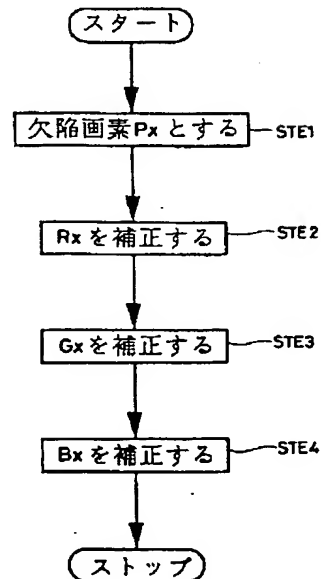 スタート
欠陥画素Pxとする STE1
Rxを補正する STE2
Gxを補正する STE3
Bxを補正する STE4
ストップ